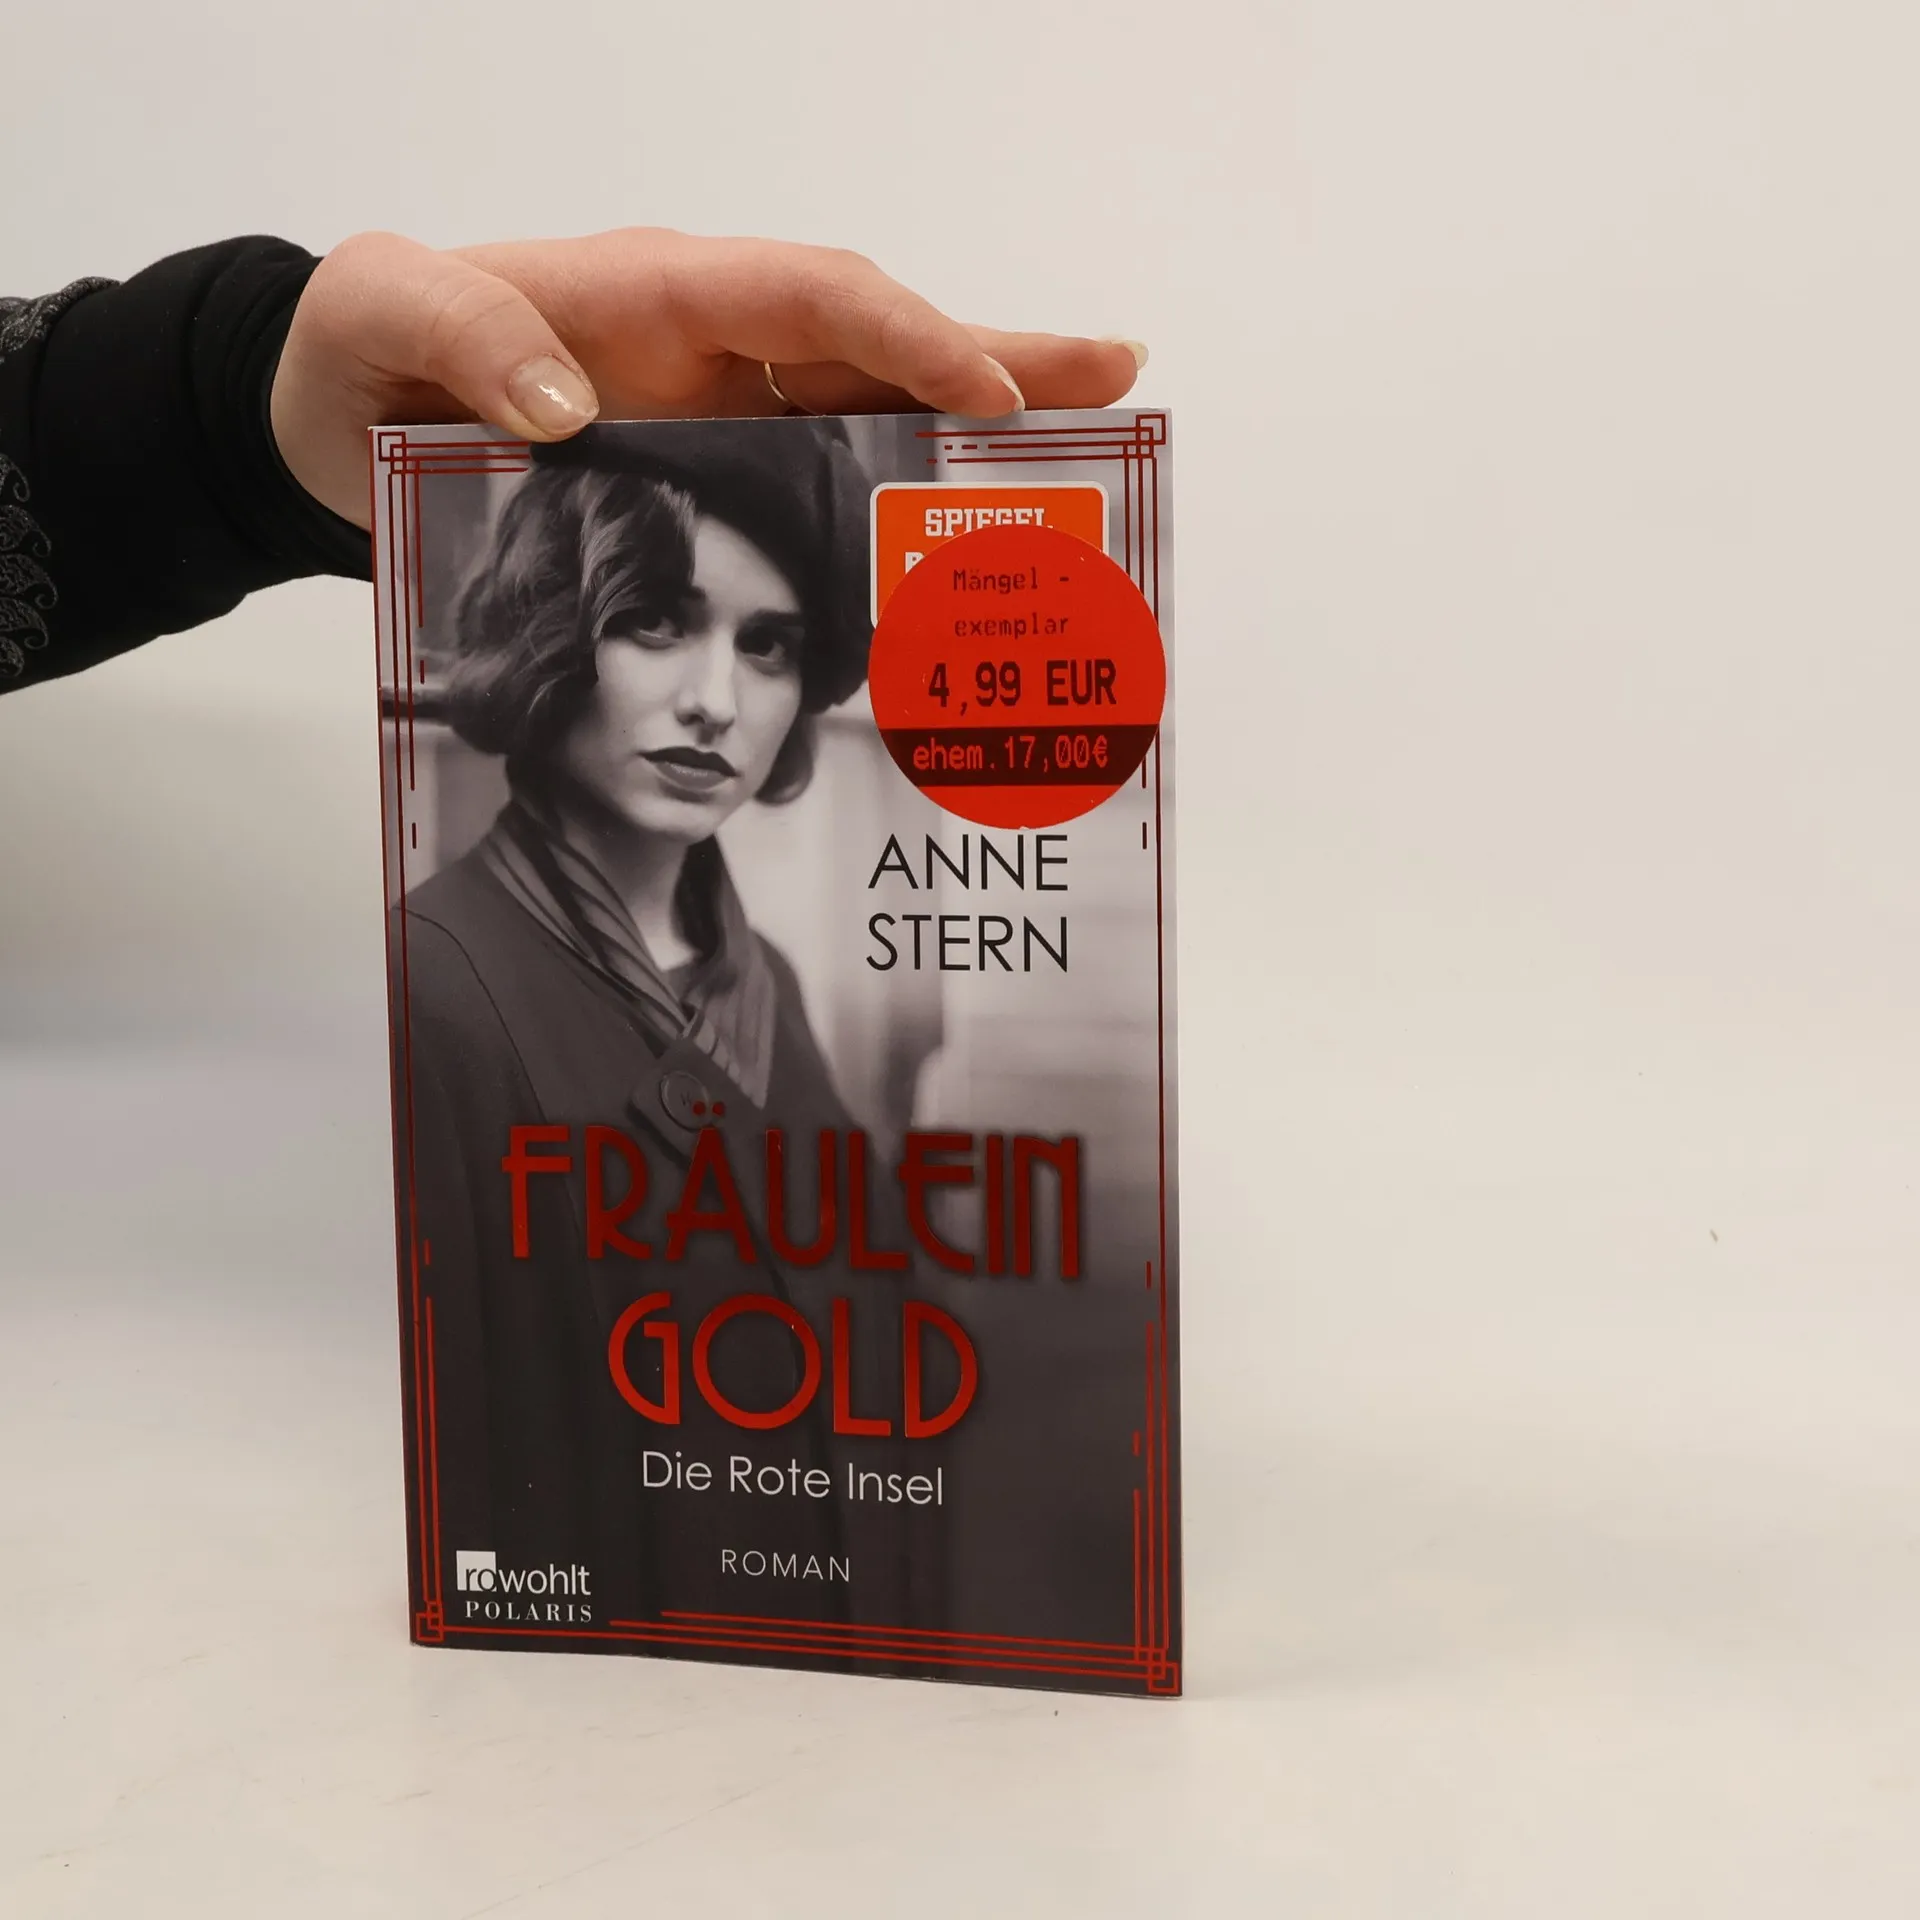 SPIEGEL
Mängel -
exemplar
4,99 EUR
ehem.17,00€
ANNE
STERN
FRÄULEIN
GOLD
Die Rote Insel
ROMAN
rowohlt
POLARIS